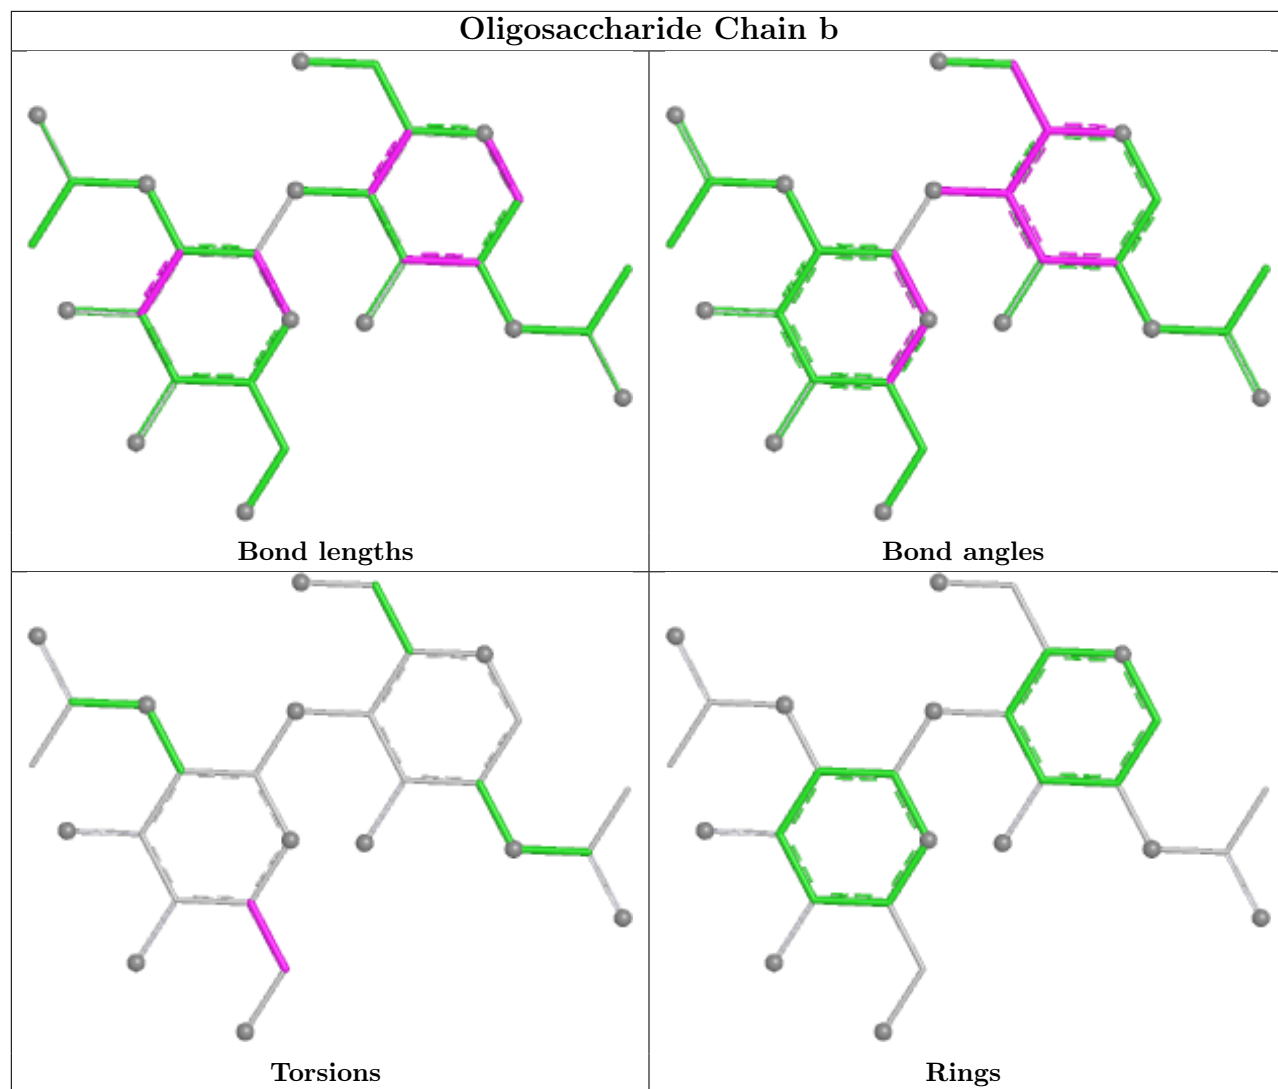 Oligosaccharide Chain b
Bond lengths
Bond angles
Torsions
Rings